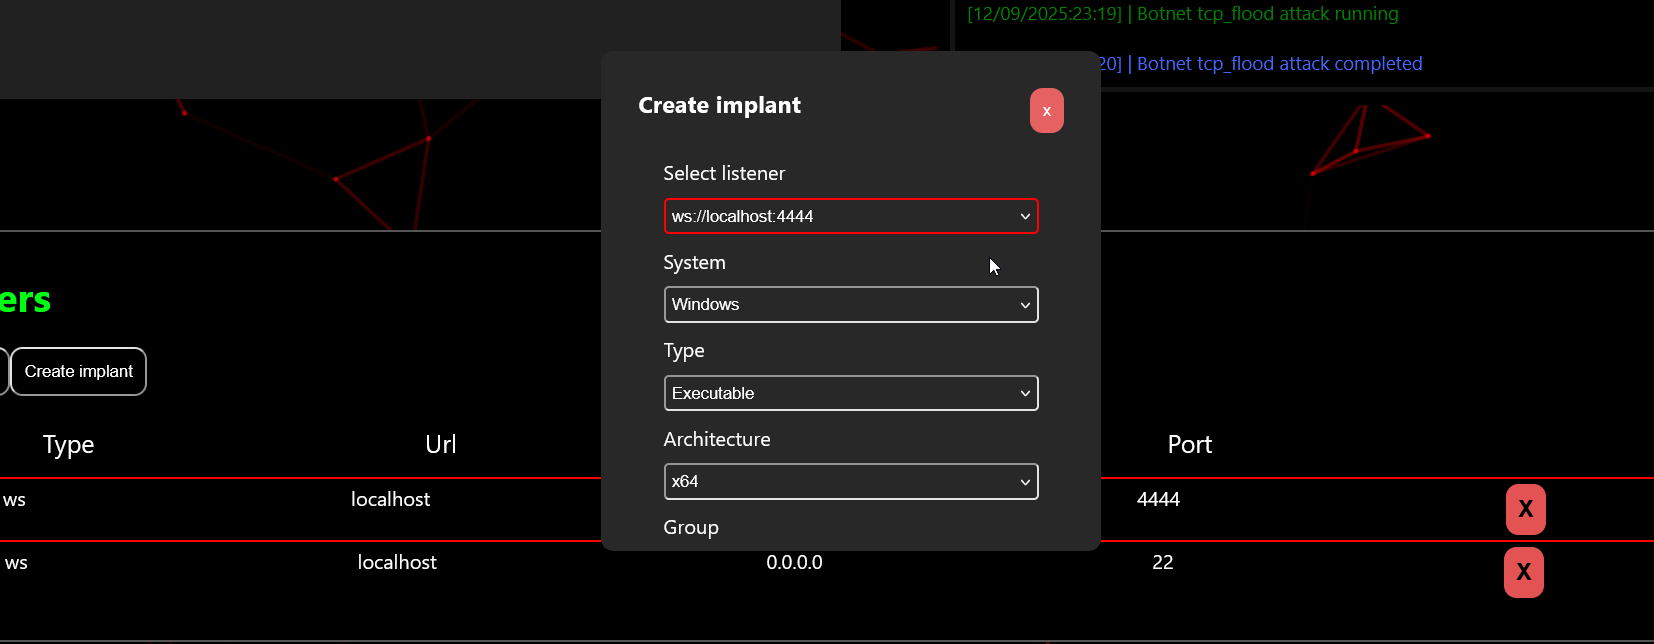 [12/09/2025:23:19] | Botnet tcp_flood attack running
20] | Botnet tcp_flood attack completed
Create implant
x
Select listener
ws://localhost:4444
System
Windows
ers
Type
Create implant
Executable
Architecture
Type Url Port
x64
ws localhost 4444 X
Group
ws localhost 0.0.0.0 22 X